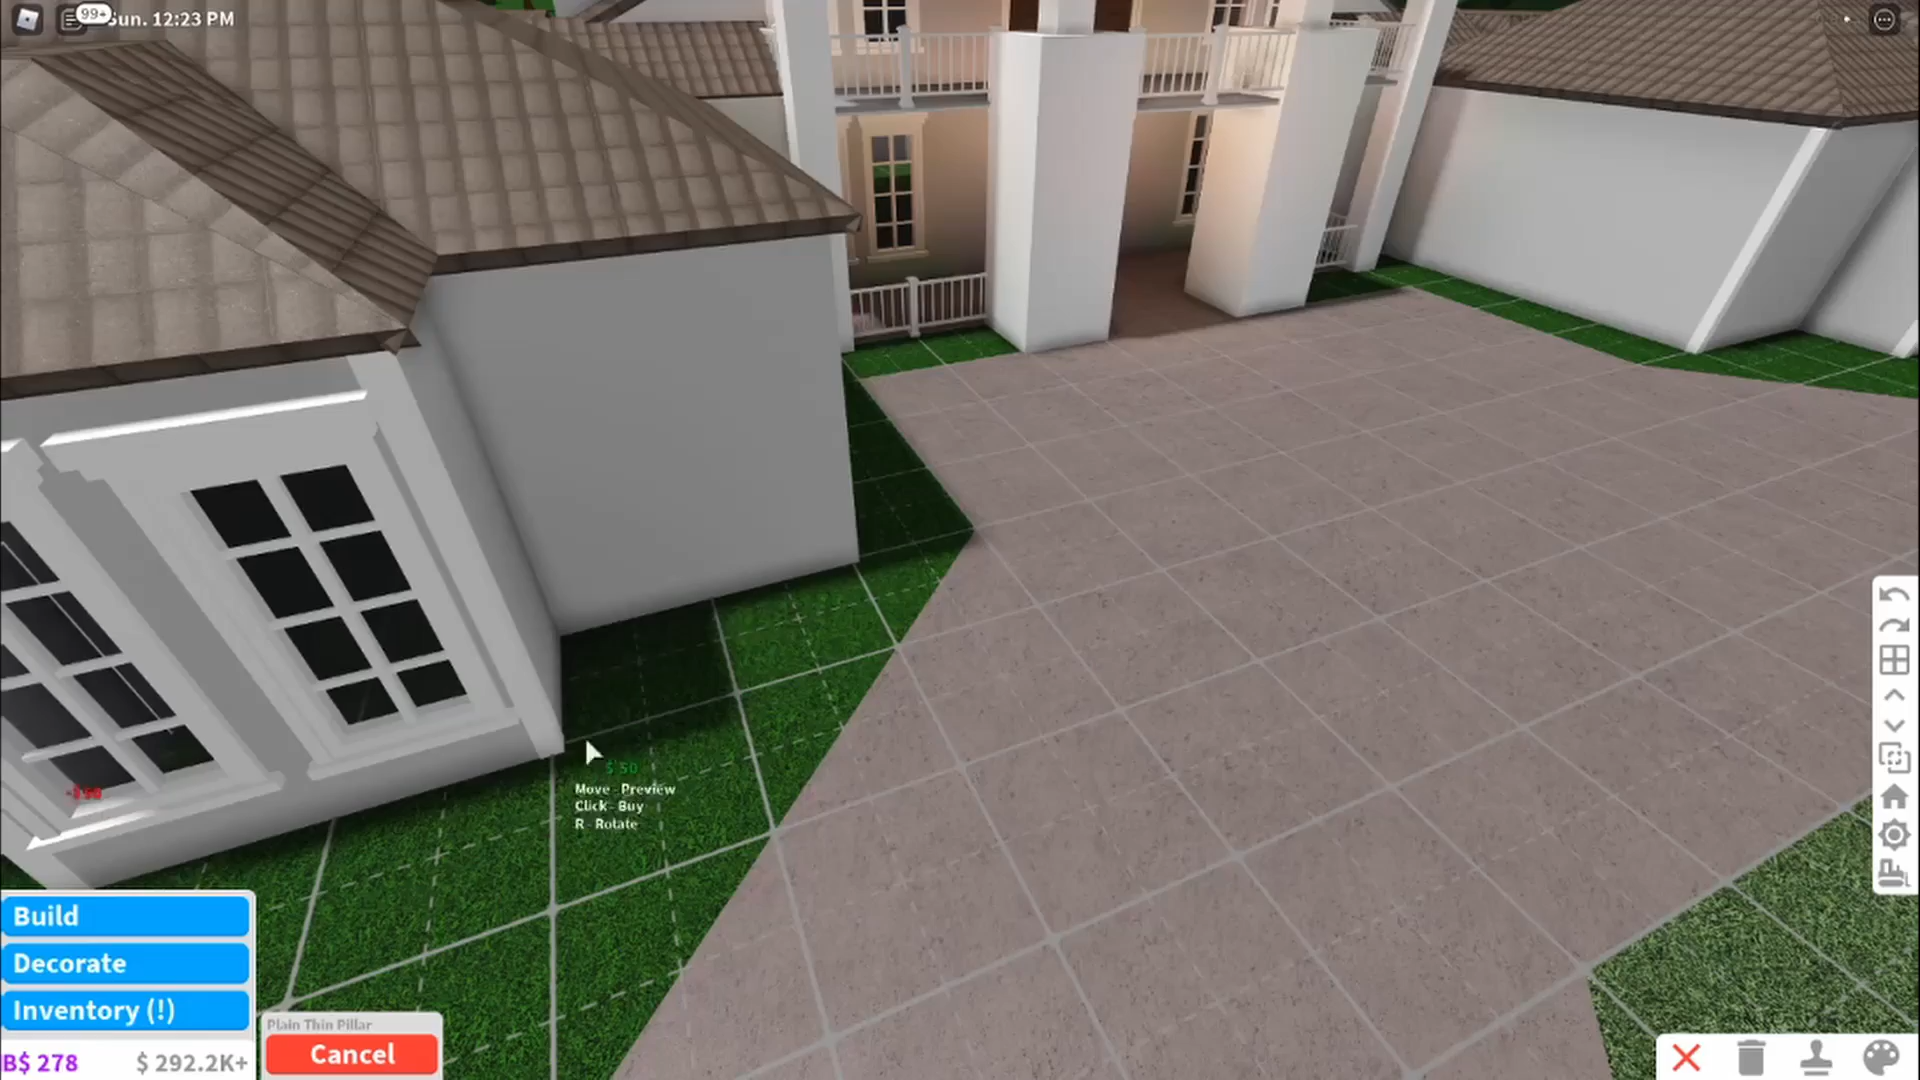 99+
Sun. 12:23 PM
$ 50
Move - Preview
Click - Buy
R - Rotate
Build
Decorate
Inventory (!)
Plain Thin Pillar
Cancel
B$ 278
$ 292.2K+